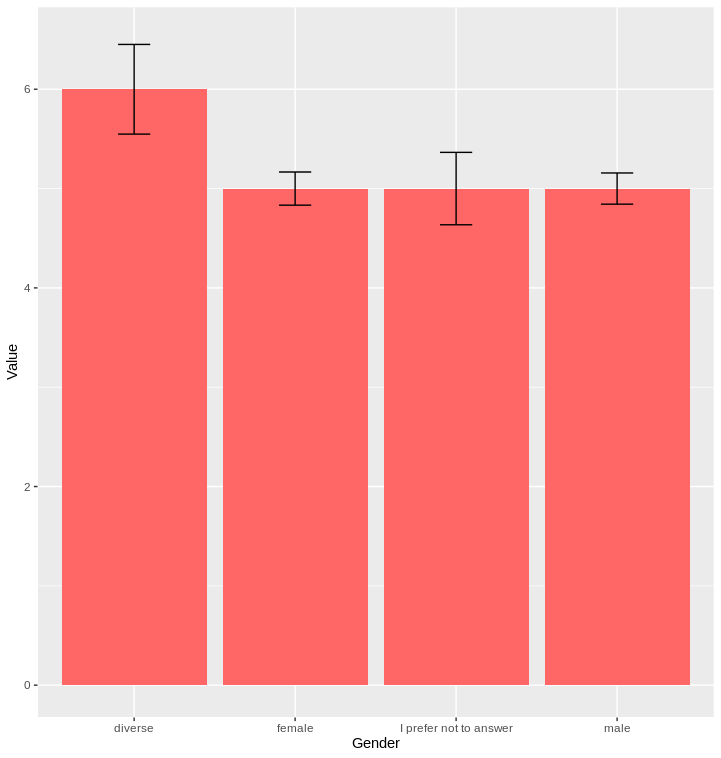 6
4
2
0
Value
diverse
female
I prefer not to answer
male
Gender